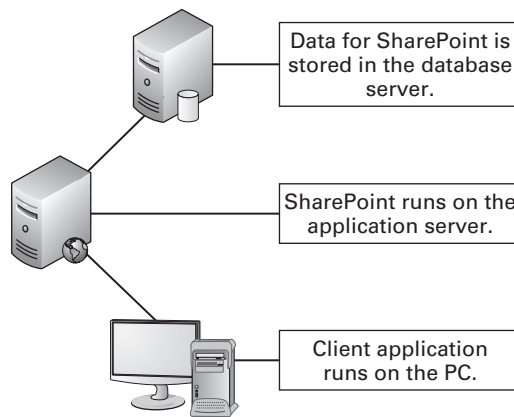 Data for SharePoint is
stored in the database
server.
SharePoint runs on the
application server.
Client application
runs on the PC.